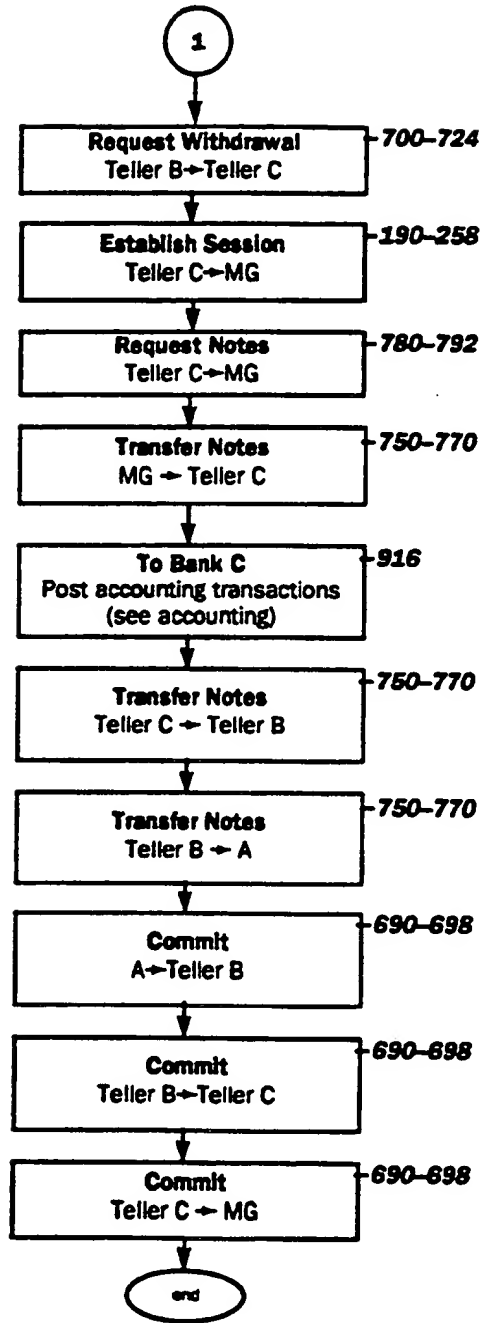 1
Request Withdrawal
Teller B→Teller C
700–724
Establish Session
Teller C→MG
190–258
Request Notes
Teller C→MG
780–792
Transfer Notes
MG → Teller C
750–770
To Bank C
Post accounting transactions
(see accounting)
916
Transfer Notes
Teller C → Teller B
750–770
Transfer Notes
Teller B → A
750–770
Commit
A→Teller B
690–698
Commit
Teller B→Teller C
690–698
Commit
Teller C → MG
690–698
end